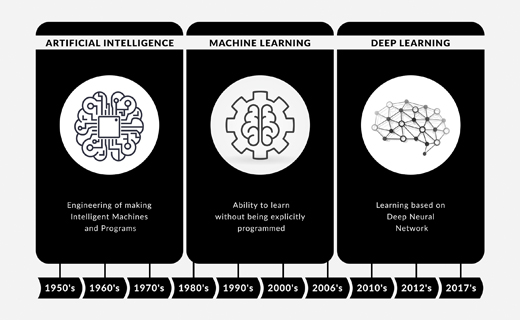 ARTIFICIAL INTELLIGENCE
Engineering of making
Intelligent Machines
and Programs
MACHINE LEARNING
Ability to learn
without being explicitly
programmed
DEEP LEARNING
Learning based on
Deep Neural
Network
1950's 1960's 1970's 1980's 1990's 2000's 2006's 2010's 2012's 2017's